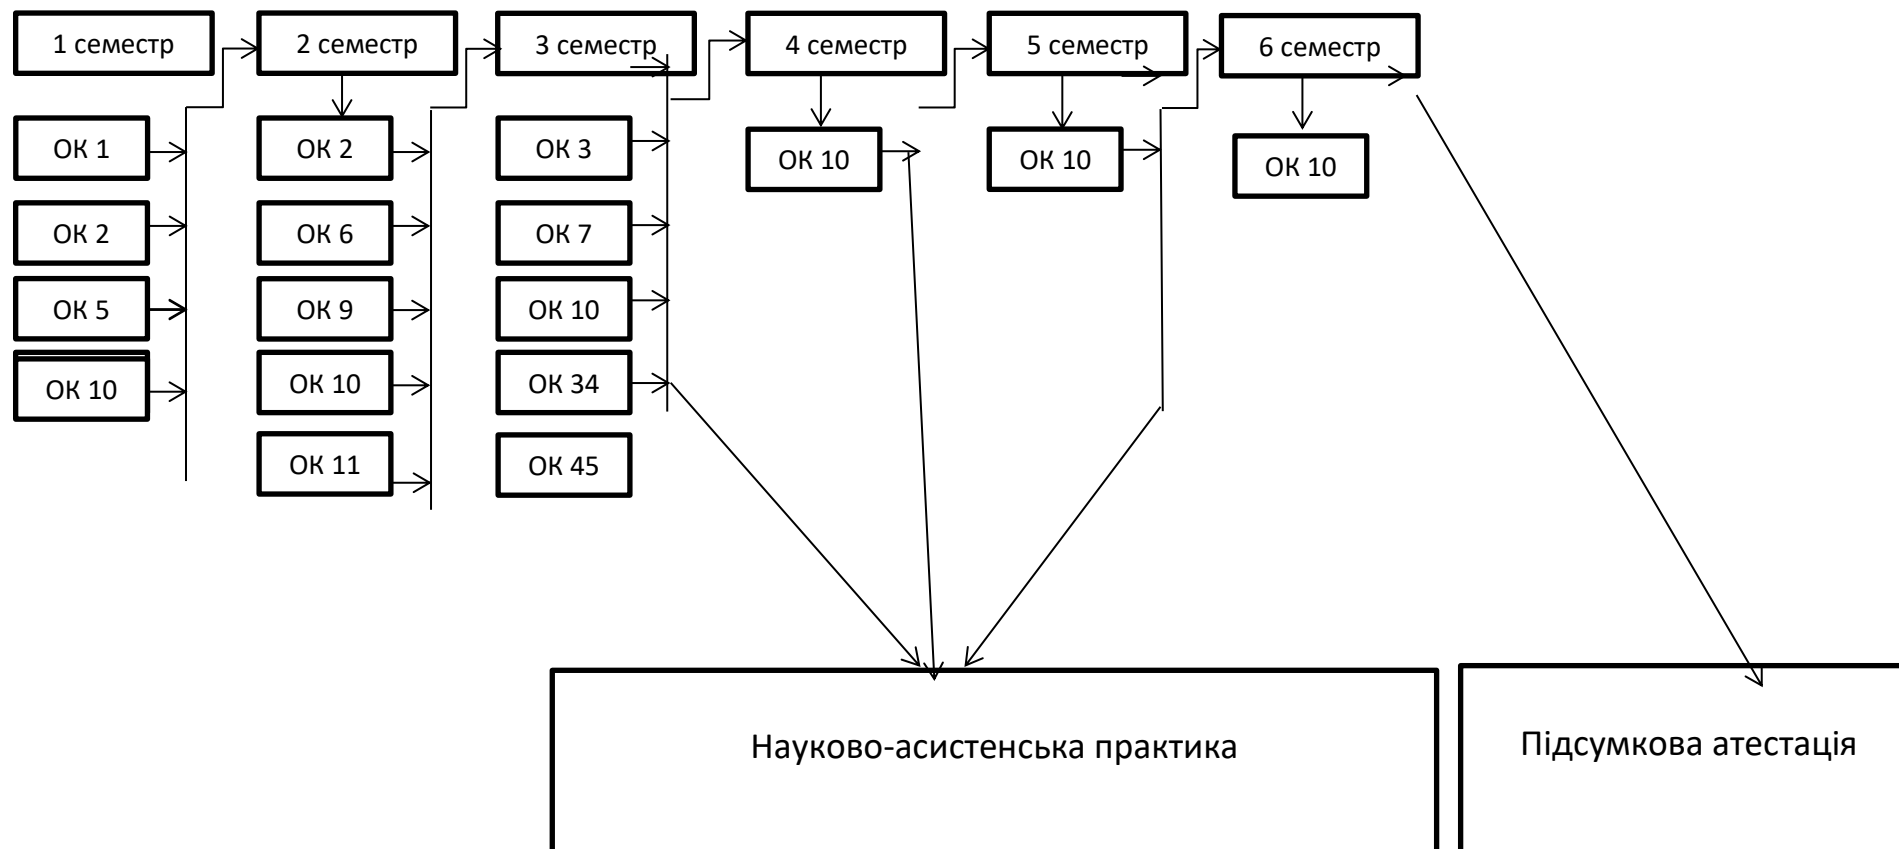 1 семестр
2 семестр
3 семестр
4 семестр
5 семестр
6 семестр
ОК 1
ОК 2
ОК 3
ОК 10
ОК 10
ОК 10
ОК 2
ОК 6
ОК 7
ОК 5
ОК 9
ОК 10
ОК 10
ОК 10
ОК 34
ОК 11
ОК 45
Науково-асистенська практика
Підсумкова атестація